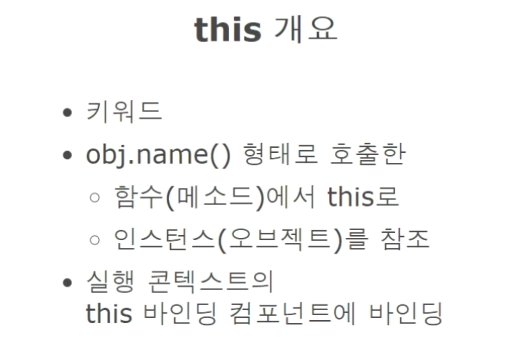 this 개요
키워드
obj.name() 형태로 호출한
함수(메소드)에서 this로
인스턴스(오브젝트)를 참조
실행 콘텍스트의
this 바인딩 컴포넌트에 바인딩